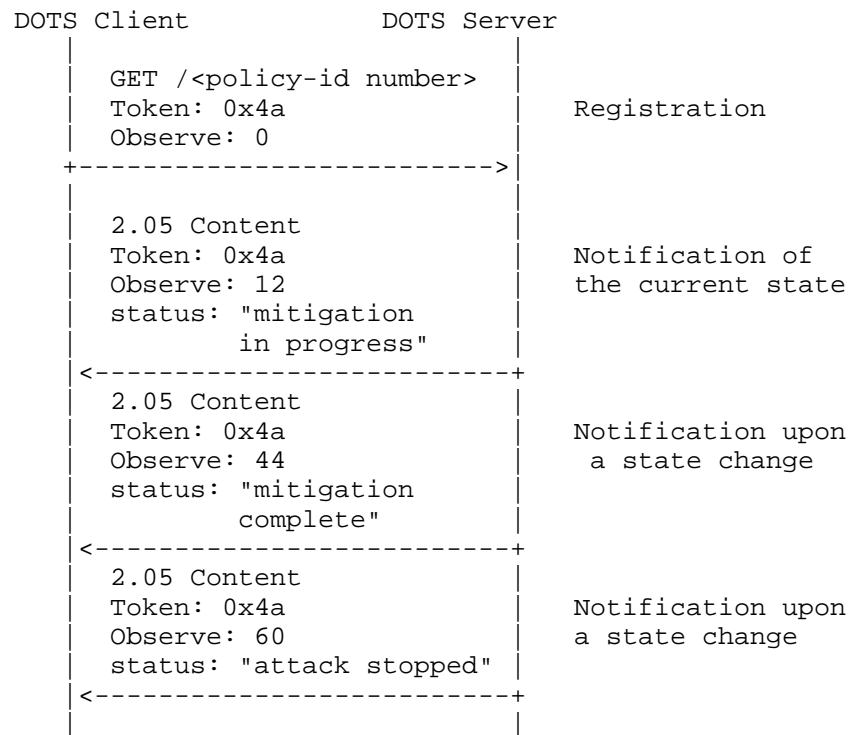 DOTS Client DOTS Server
GET /<policy-id number>
Token: 0x4a Registration
Observe: 0
2.05 Content
Token: 0x4a Notification of
Observe: 12 the current state
status: "mitigation
in progress"
2.05 Content
Token: 0x4a Notification upon
Observe: 44 a state change
status: "mitigation
complete"
2.05 Content
Token: 0x4a Notification upon
Observe: 60 a state change
status: "attack stopped"